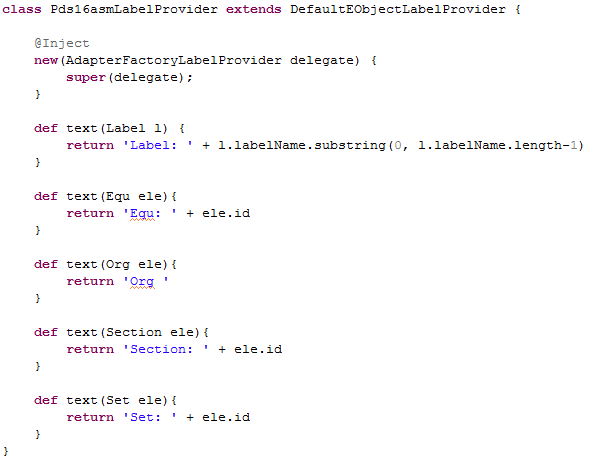 class Pds16asmLabelProvider extends DefaultEObjectLabelProvider {
@Inject
new(AdapterFactoryLabelProvider delegate) {
super(delegate);
}
def text(Label l) {
return 'Label: ' + l.labelName.substring(0, l.labelName.length-1)
}
def text(Equ ele){
return 'Equ: ' + ele.id
}
def text(Org ele){
return 'Org '
}
def text(Section ele){
return 'Section: ' + ele.id
}
def text(Set ele){
return 'Set: ' + ele.id
}
}